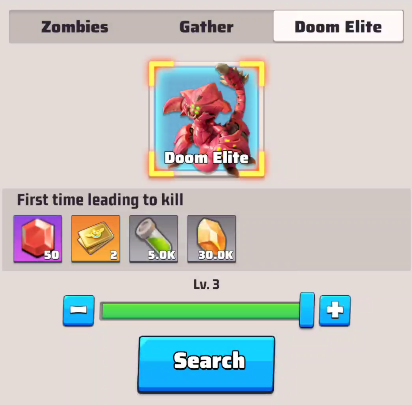 Zombies Gather Doom Elite
Doom Elite
First time leading to kill
50 2 5.0K 30.0K
Lv. 3
Search